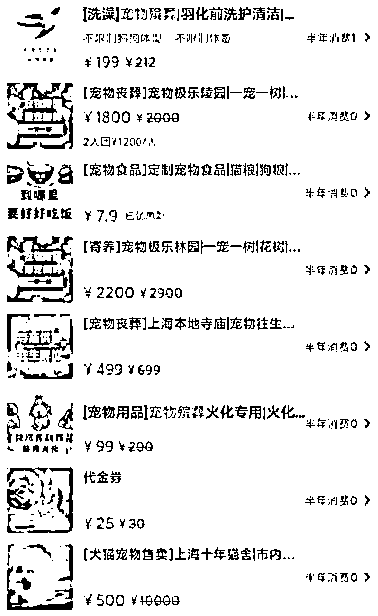 [洗澡]宠物殡葬|羽化前洗护清洁|...
不限制狗狗体型 不限制体重
半年消费1
￥199 ￥212
[宠物丧葬]宠物极乐陵园|一宠一树|...
￥1800 ￥2000
半年消费0
2人团￥1200/人
[宠物食品]定制宠物食品|猫粮|狗粮|...
到哪里
要好好吃饭
半年消费0
￥7.9
[寄养]宠物极乐林园|一宠一树|花树|...
半年消费0
￥2200 ￥2900
[宠物丧葬]上海本地寺庙|宠物往生...
半年消费0
￥499 ￥699
[宠物用品]宠物殡葬火化专用|火化...
半年消费0
￥99 ￥200
代金券
半年消费0
￥25 ￥30
[犬猫宠物售卖]上海十年猫舍|市内...
半年消费0
￥500 ￥10000